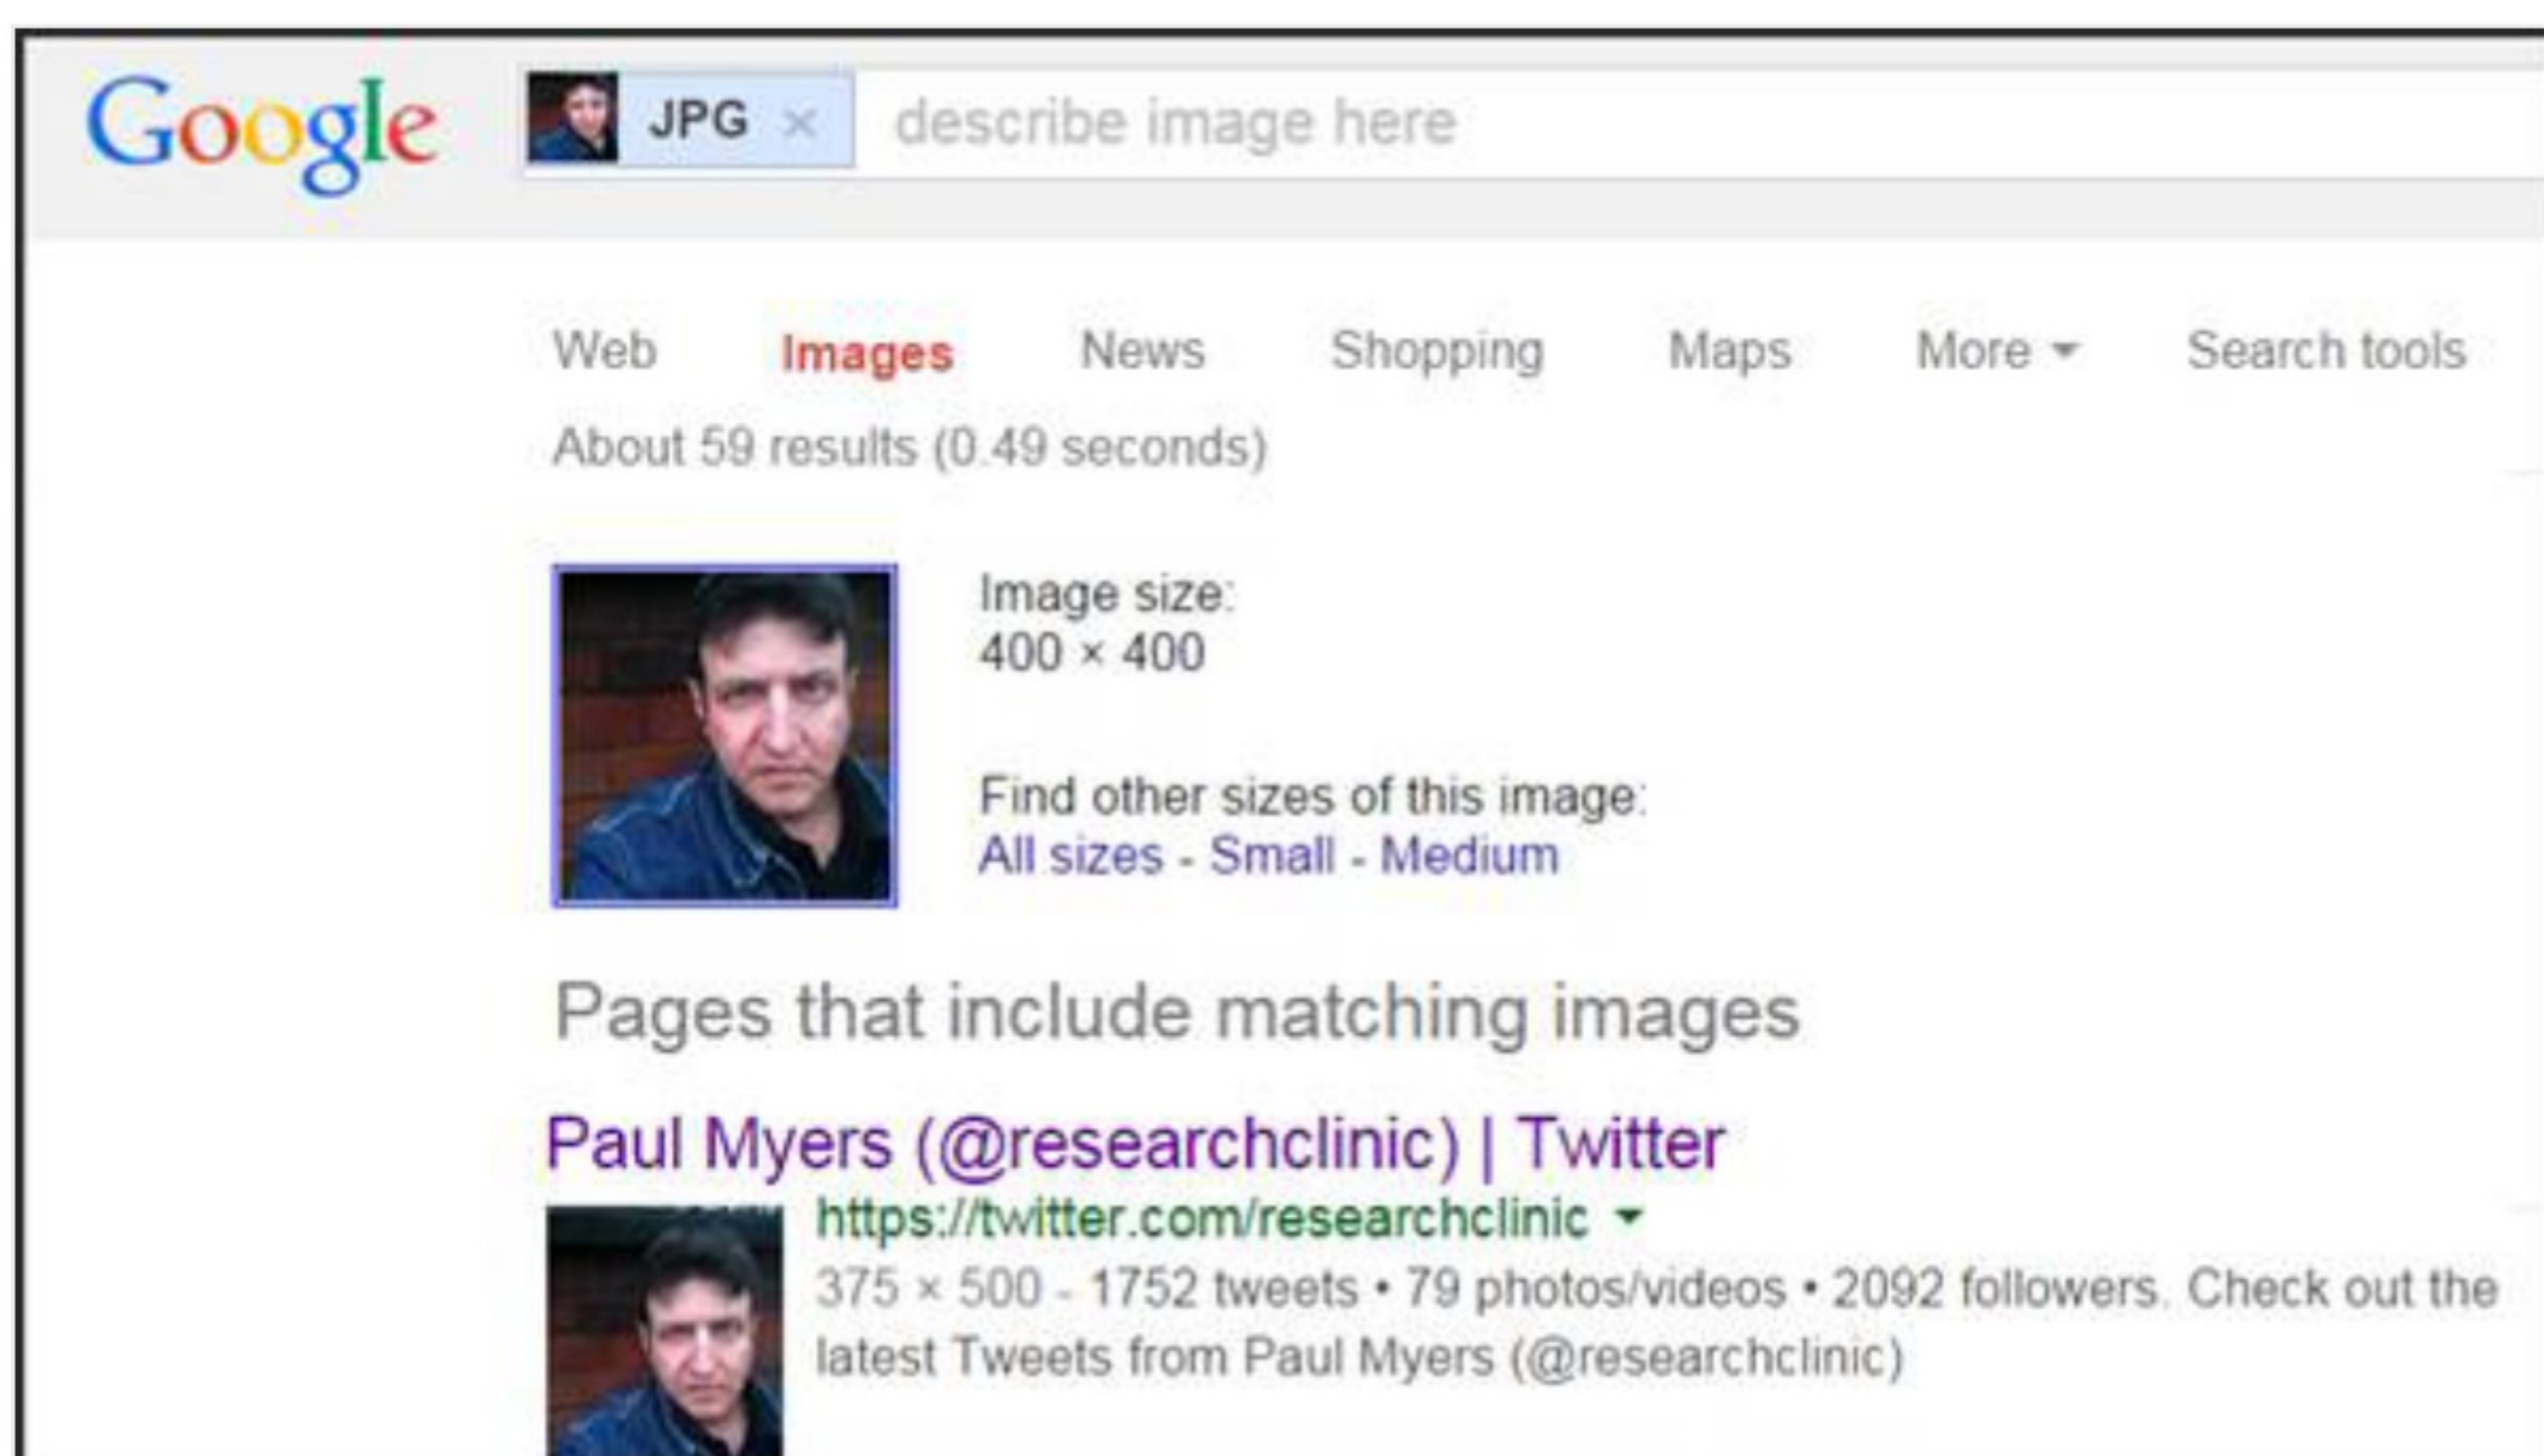 Google JPG × describe image here
Web Images News Shopping Maps More Search tools
About 59 results (0.49 seconds)
Image size:
400 × 400
Find other sizes of this image:
All sizes - Small - Medium
Pages that include matching images
Paul Myers (@researchclinic) | Twitter
https://twitter.com/researchclinic
375 × 500 - 1752 tweets • 79 photos/videos • 2092 followers. Check out the
latest Tweets from Paul Myers (@researchclinic)